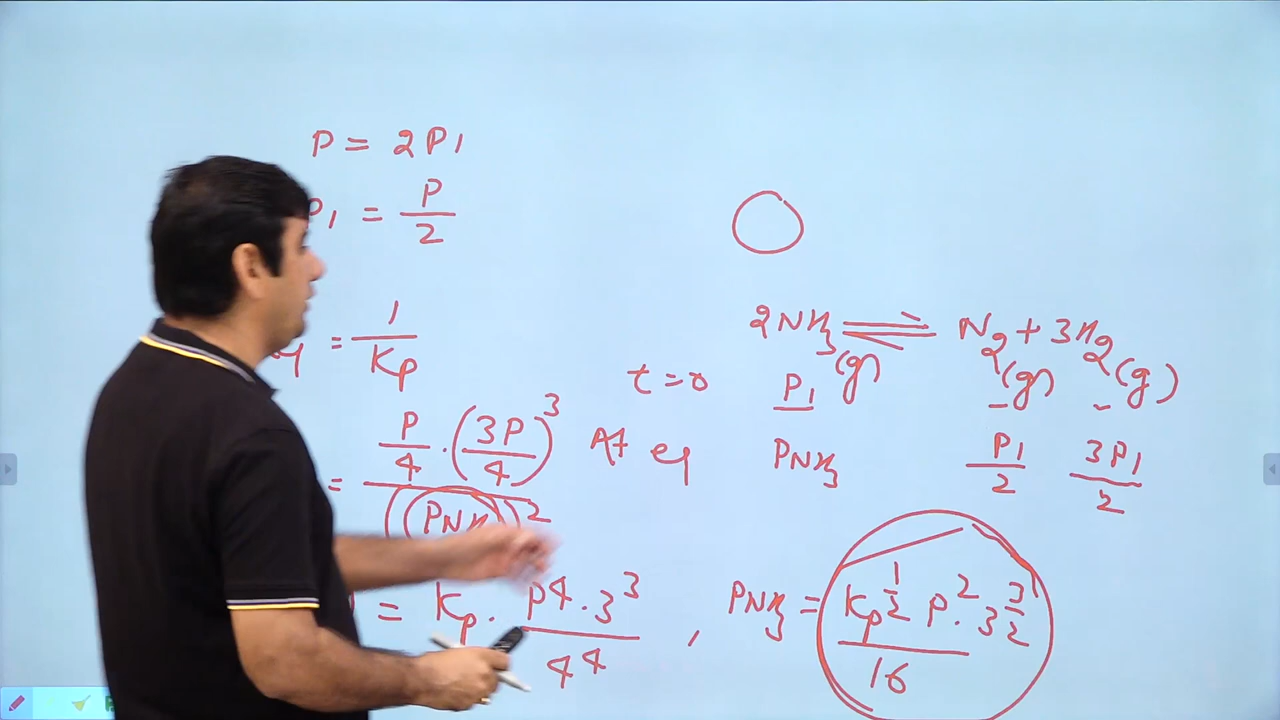 P = 2P1
P1 = P/2
= 1/Kp
2NH3(g) ⇌ N2(g) + 3H2(g)
t=0 P1 - -
At eq PNH3 P1/2 3P1/2
= P/4 · (3P/4)^3 / (PNH3)^2
= Kp · P^4 · 3^3 / 4^4 , PNH3 = Kp^1/2 P^2 · 3^3/2 / 16